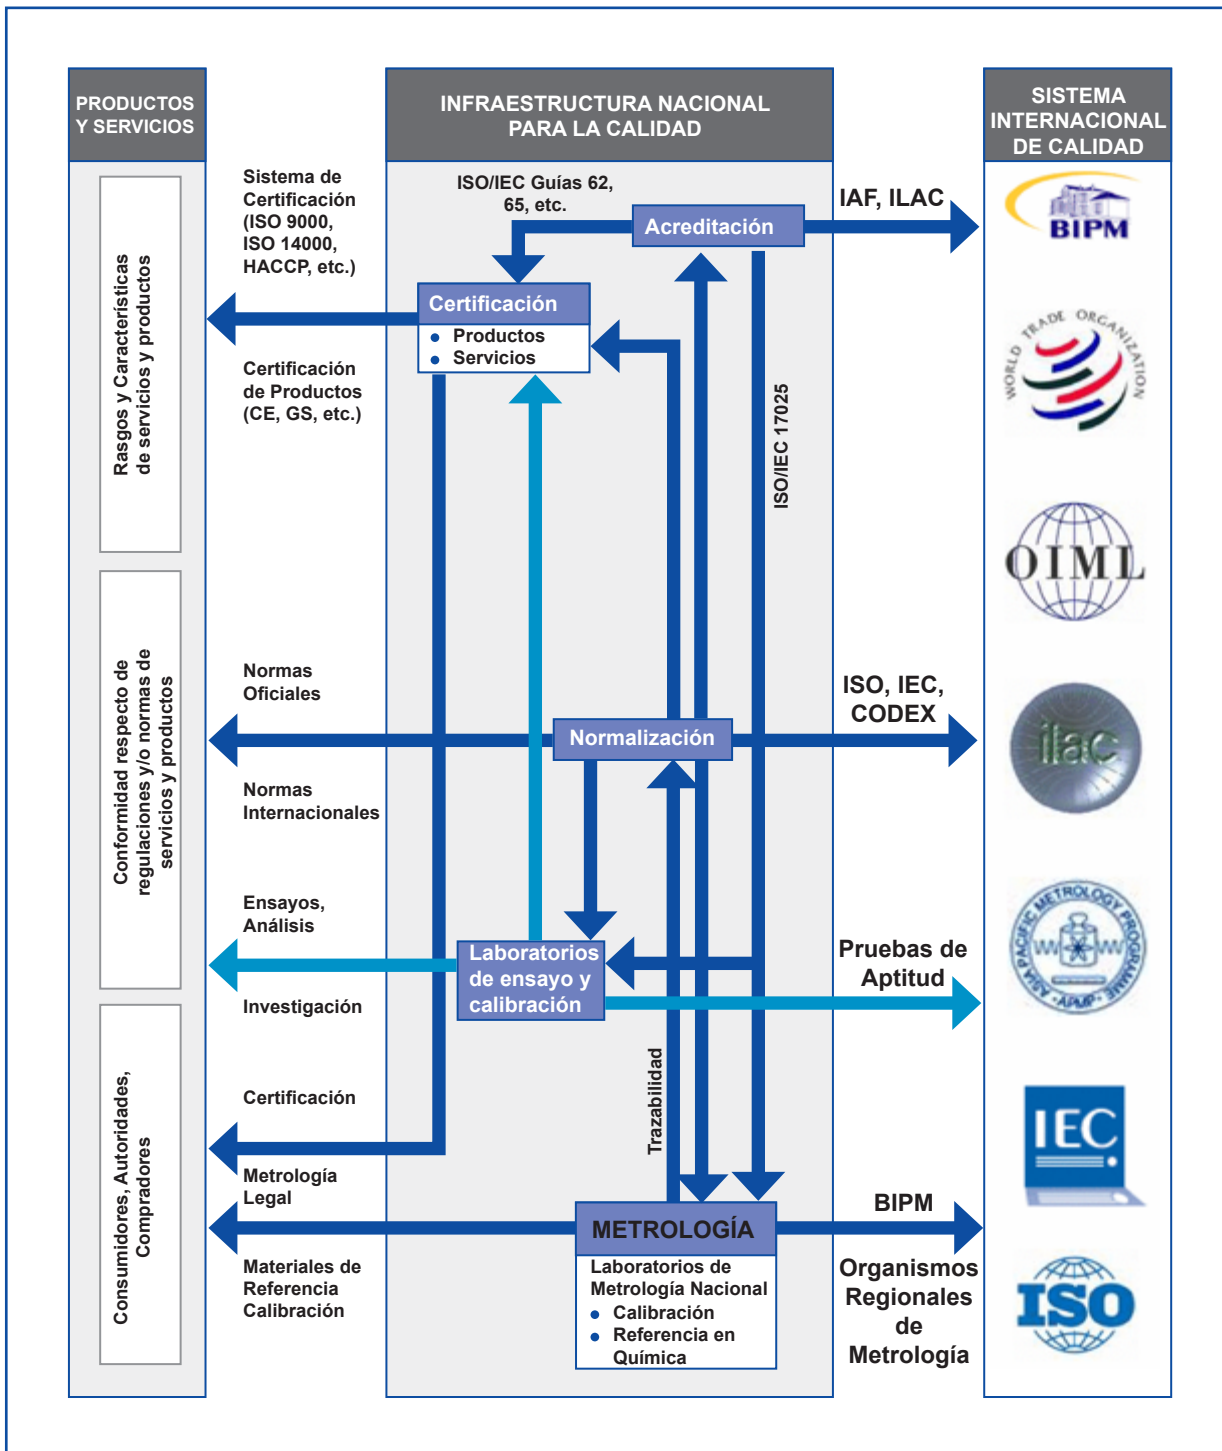 PRODUCTOS
Y SERVICIOS
INFRAESTRUCTURA NACIONAL
PARA LA CALIDAD
SISTEMA
INTERNACIONAL
DE CALIDAD
Rasgos y Características
de servicios y productos
Conformidad respecto de
regulaciones y/o normas de
servicios y productos
Consumidores, Autoridades,
Compradores
Sistema de
Certificación
(ISO 9000,
ISO 14000,
HACCP, etc.)
Certificación
de Productos
(CE, GS, etc.)
Normas
Oficiales
Normas
Internacionales
Ensayos,
Análisis
Investigación
Certificación
Metrología
Legal
Materiales de
Referencia
Calibración
ISO/IEC Guías 62,
65, etc.
Acreditación
Certificación
Productos
Servicios
ISO/IEC 17025
Normalización
Laboratorios
de ensayo y
calibración
Trazabilidad
METROLOGÍA
Laboratorios de
Metrología Nacional
Calibración
Referencia en
Química
IAF, ILAC
ISO, IEC,
CODEX
Pruebas de
Aptitud
BIPM
Organismos
Regionales
de
Metrología
BIPM
WORLD TRADE ORGANIZATION
OIML
ilac
ASIA PACIFIC METROLOGY PROGRAMME
APMP
IEC
ISO